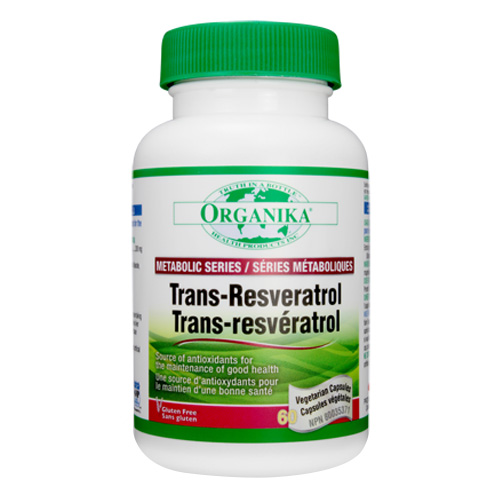 TRUTH IN A BOTTLE
ORGANIKA®
HEALTH PRODUCTS INC.
METABOLIC SERIES / SÉRIES MÉTABOLIQUES
Trans-Resveratrol
Trans-resvératrol
Source of antioxidants for
the maintenance of good health
Une source d'antioxydants pour
le maintien d'une bonne santé
Gluten Free
Sans gluten
60
Vegetarian Capsules
Capsules végétales